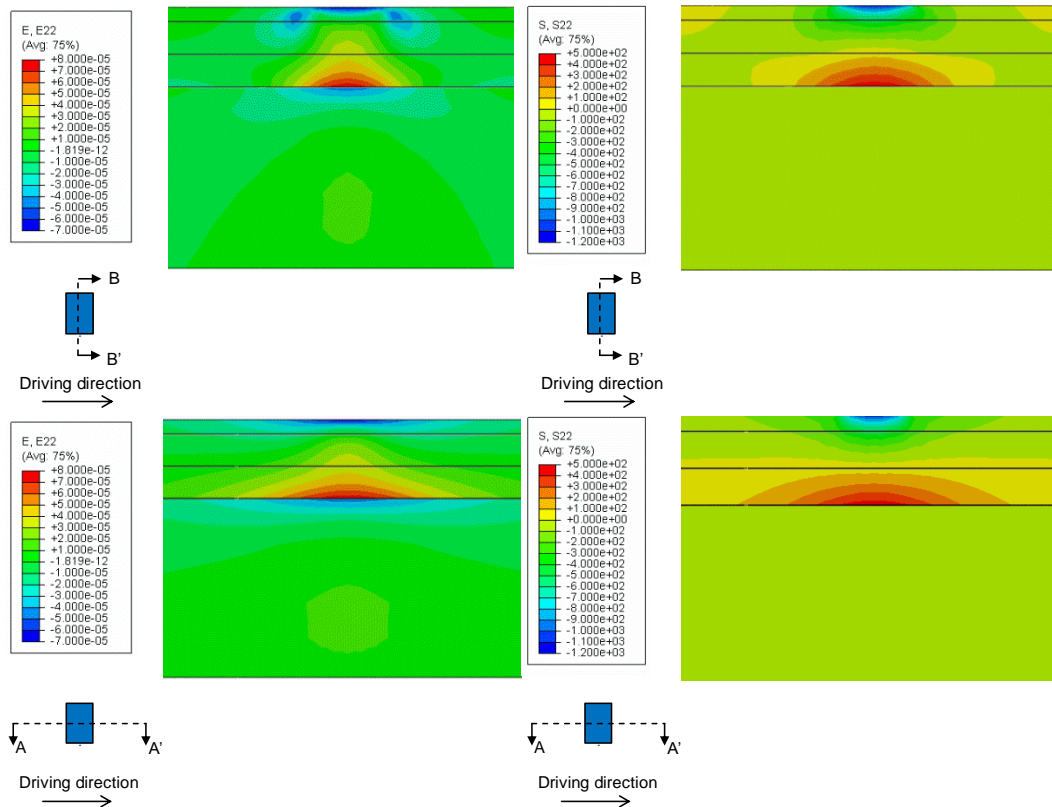 E, E22
(Avg: 75%)
+8.000e-05
+7.000e-05
+6.000e-05
+5.000e-05
+4.000e-05
+3.000e-05
+2.000e-05
+1.000e-05
-1.819e-12
-1.000e-05
-2.000e-05
-3.000e-05
-4.000e-05
-5.000e-05
-6.000e-05
-7.000e-05
B
B'
Driving direction
S, S22
(Avg: 75%)
+5.000e+02
+4.000e+02
+3.000e+02
+2.000e+02
+1.000e+02
+0.000e+00
-1.000e+02
-2.000e+02
-3.000e+02
-4.000e+02
-5.000e+02
-6.000e+02
-7.000e+02
-8.000e+02
-9.000e+02
-1.000e+03
-1.100e+03
-1.200e+03
B
B'
Driving direction
E, E22
(Avg: 75%)
+8.000e-05
+7.000e-05
+6.000e-05
+5.000e-05
+4.000e-05
+3.000e-05
+2.000e-05
+1.000e-05
-1.819e-12
-1.000e-05
-2.000e-05
-3.000e-05
-4.000e-05
-5.000e-05
-6.000e-05
-7.000e-05
A A'
Driving direction
S, S22
(Avg: 75%)
+5.000e+02
+4.000e+02
+3.000e+02
+2.000e+02
+1.000e+02
+0.000e+00
-1.000e+02
-2.000e+02
-3.000e+02
-4.000e+02
-5.000e+02
-6.000e+02
-7.000e+02
-8.000e+02
-9.000e+02
-1.000e+03
-1.100e+03
-1.200e+03
A A'
Driving direction